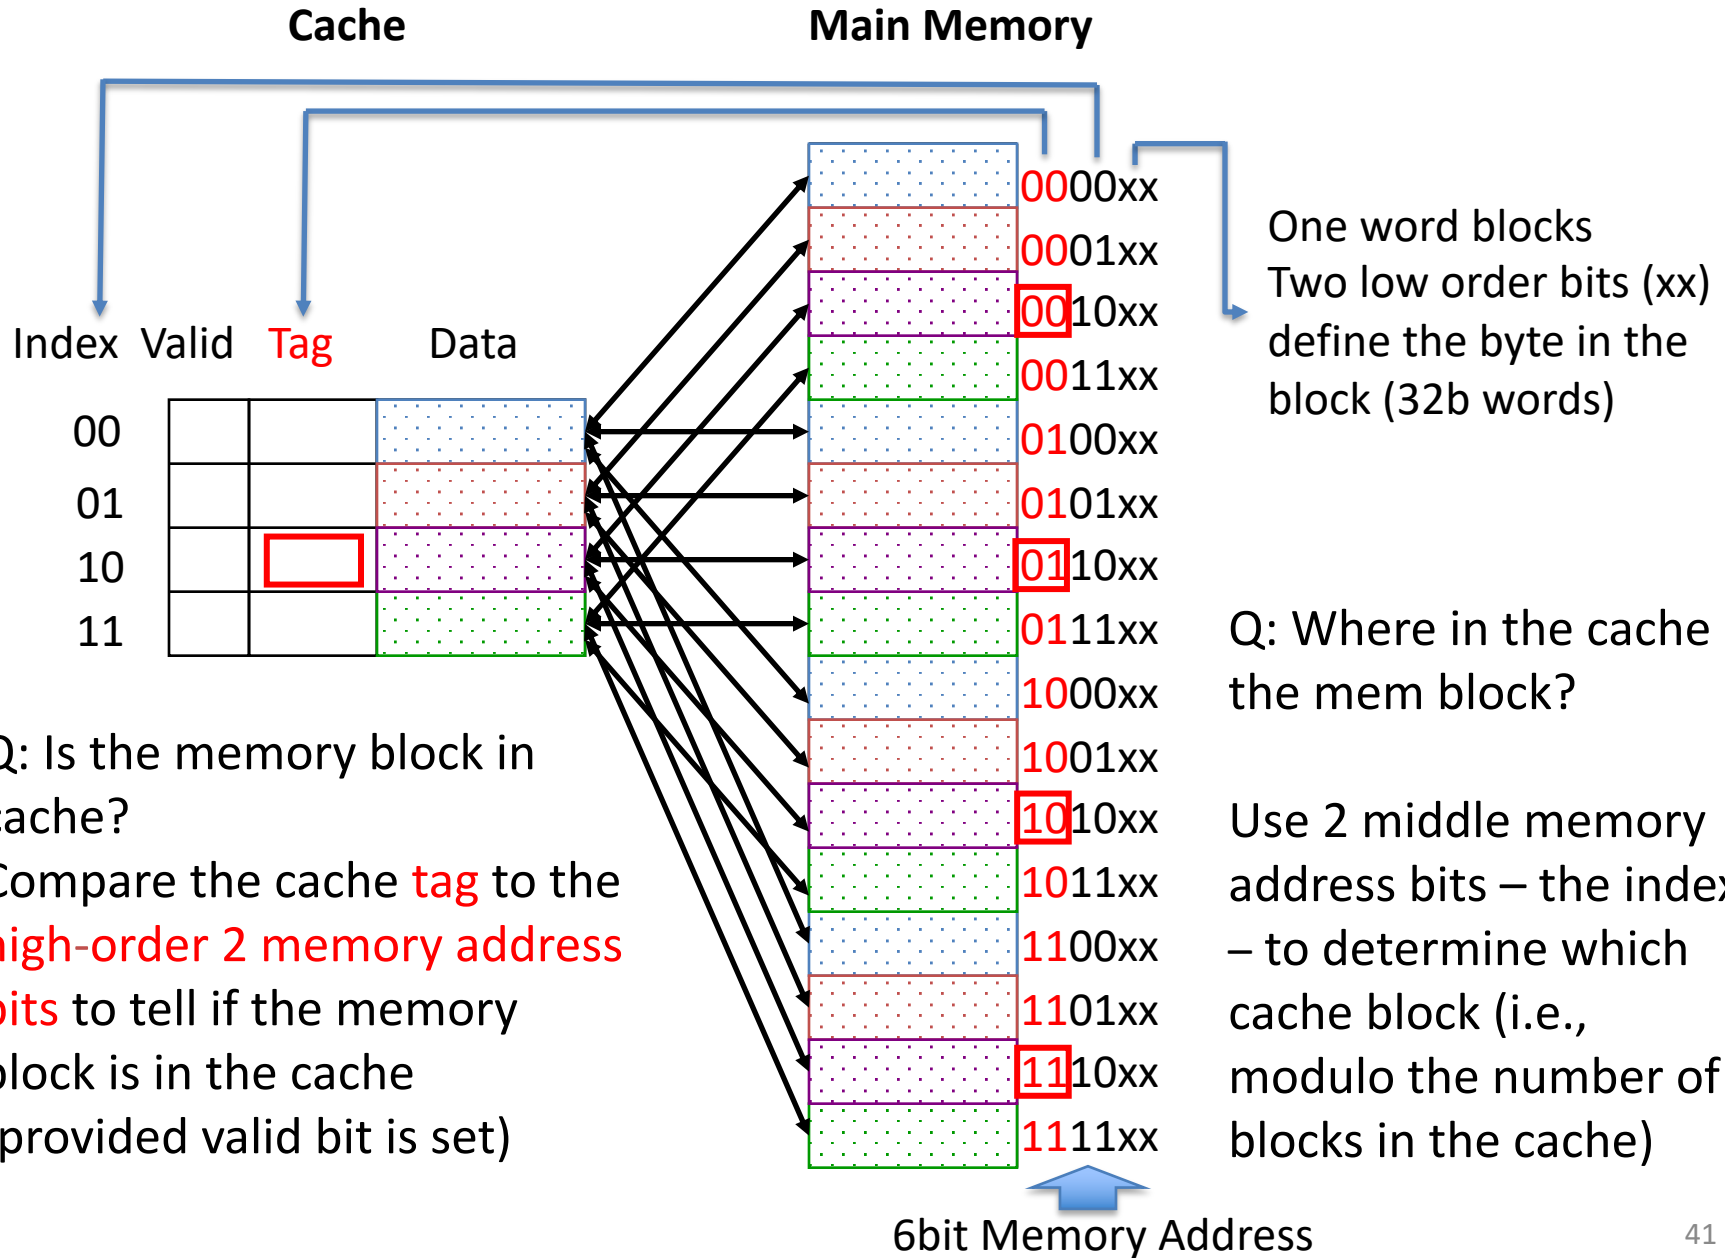 Cache
Main Memory
Index Valid Tag Data
00
01
10
11
0000xx
0001xx
0010xx
0011xx
0100xx
0101xx
0110xx
0111xx
1000xx
1001xx
1010xx
1011xx
1100xx
1101xx
1110xx
1111xx
6bit Memory Address
One word blocks
Two low order bits (xx)
define the byte in the
block (32b words)
Q: Where in the cache
the mem block?
Use 2 middle memory
address bits – the index
– to determine which
cache block (i.e.,
modulo the number of
blocks in the cache)
Q: Is the memory block in
cache?
Compare the cache tag to the
high-order 2 memory address
bits to tell if the memory
block is in the cache
provided valid bit is set)
41